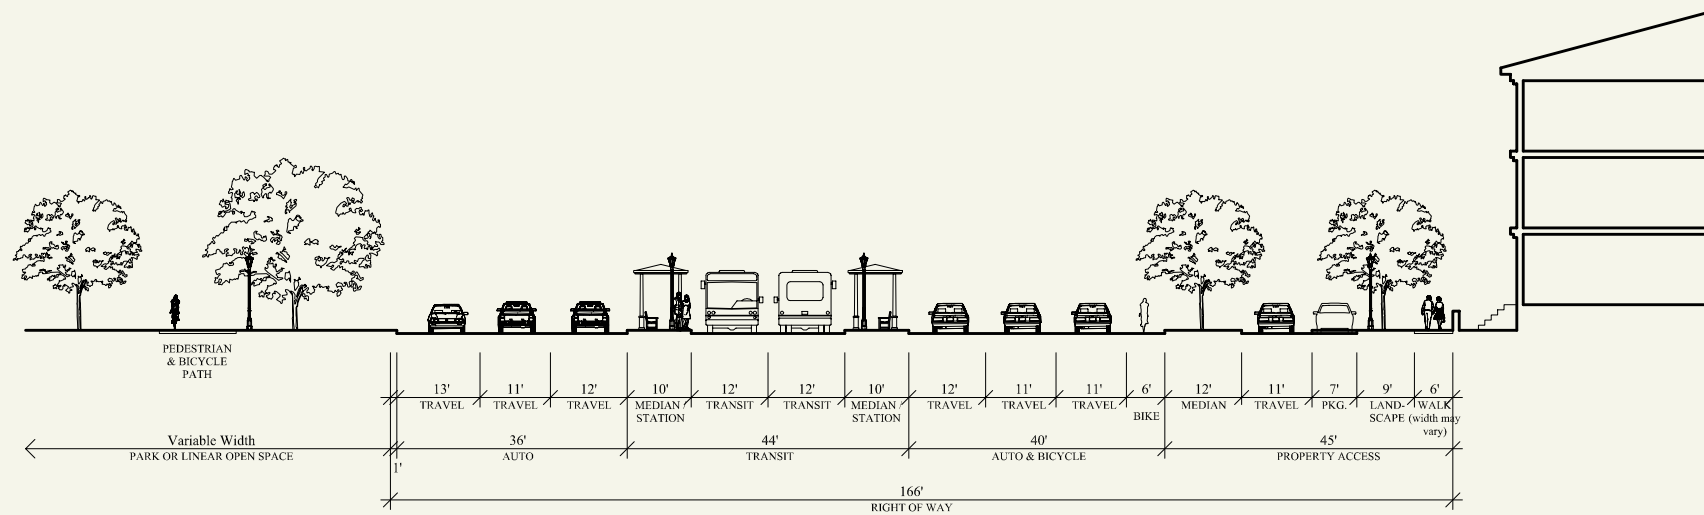 PEDESTRIAN
& BICYCLE
PATH
13' 11' 12' 10' 12' 12' 10' 12' 11' 11' 6' 12' 11' 7' 9' 6'
TRAVEL TRAVEL TRAVEL MEDIAN / TRANSIT TRANSIT MEDIAN / TRAVEL TRAVEL TRAVEL MEDIAN TRAVEL PKG. LAND- WALK
STATION STATION BIKE SCAPE (width may
vary)
Variable Width 36' 44' 40' 45'
PARK OR LINEAR OPEN SPACE AUTO TRANSIT AUTO & BICYCLE PROPERTY ACCESS
1'
166'
RIGHT OF WAY